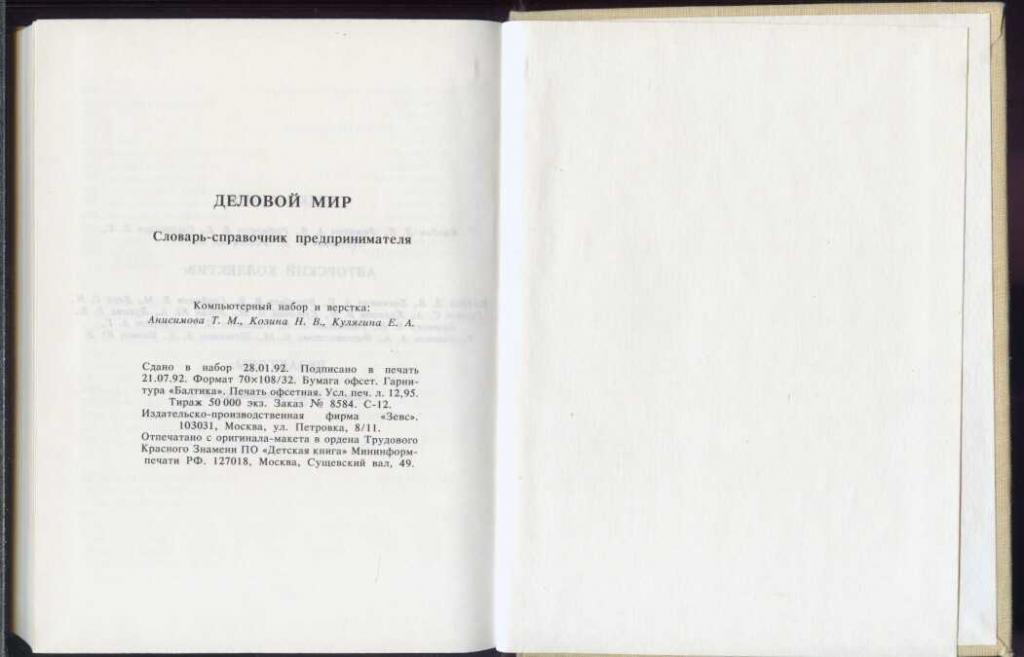 ДЕЛОВОЙ МИР
Словарь-справочник предпринимателя
Компьютерный набор и верстка:
Анисимова Т. М., Козина Н. В., Кулягина Е. А.
Сдано в набор 28.01.92. Подписано в печать
21.07.92. Формат 70×108/32. Бумага офсет. Гарни-
тура «Балтика». Печать офсетная. Усл. печ. л. 12,95.
Тираж 50 000 экз. Заказ № 8584. С-12.
Издательско-производственная фирма «Зевс».
103031, Москва, ул. Петровка, 8/11.
Отпечатано с оригинала-макета в ордена Трудового
Красного Знамени ПО «Детская книга» Мининформ-
печати РФ. 127018, Москва, Сущевский вал, 49.